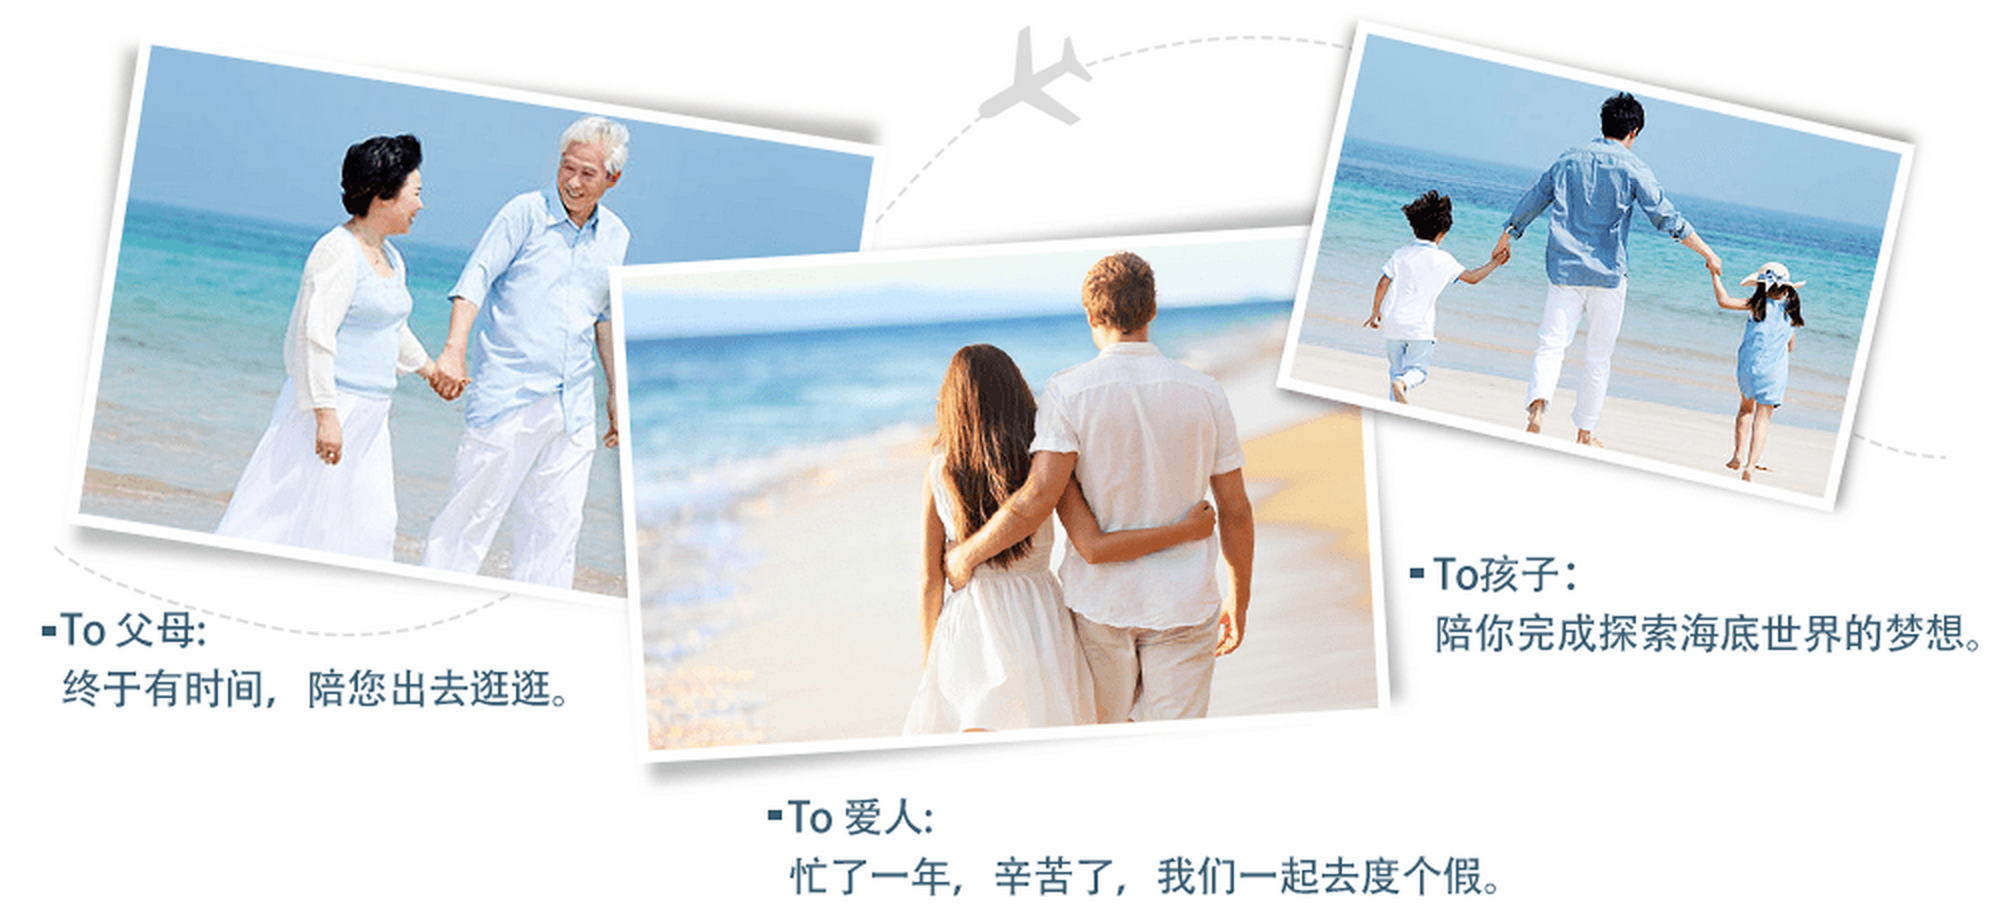 To 父母:
终于有时间，陪您出去逛逛。
To 爱人:
忙了一年，辛苦了，我们一起去度个假。
To孩子：
陪你完成探索海底世界的梦想。